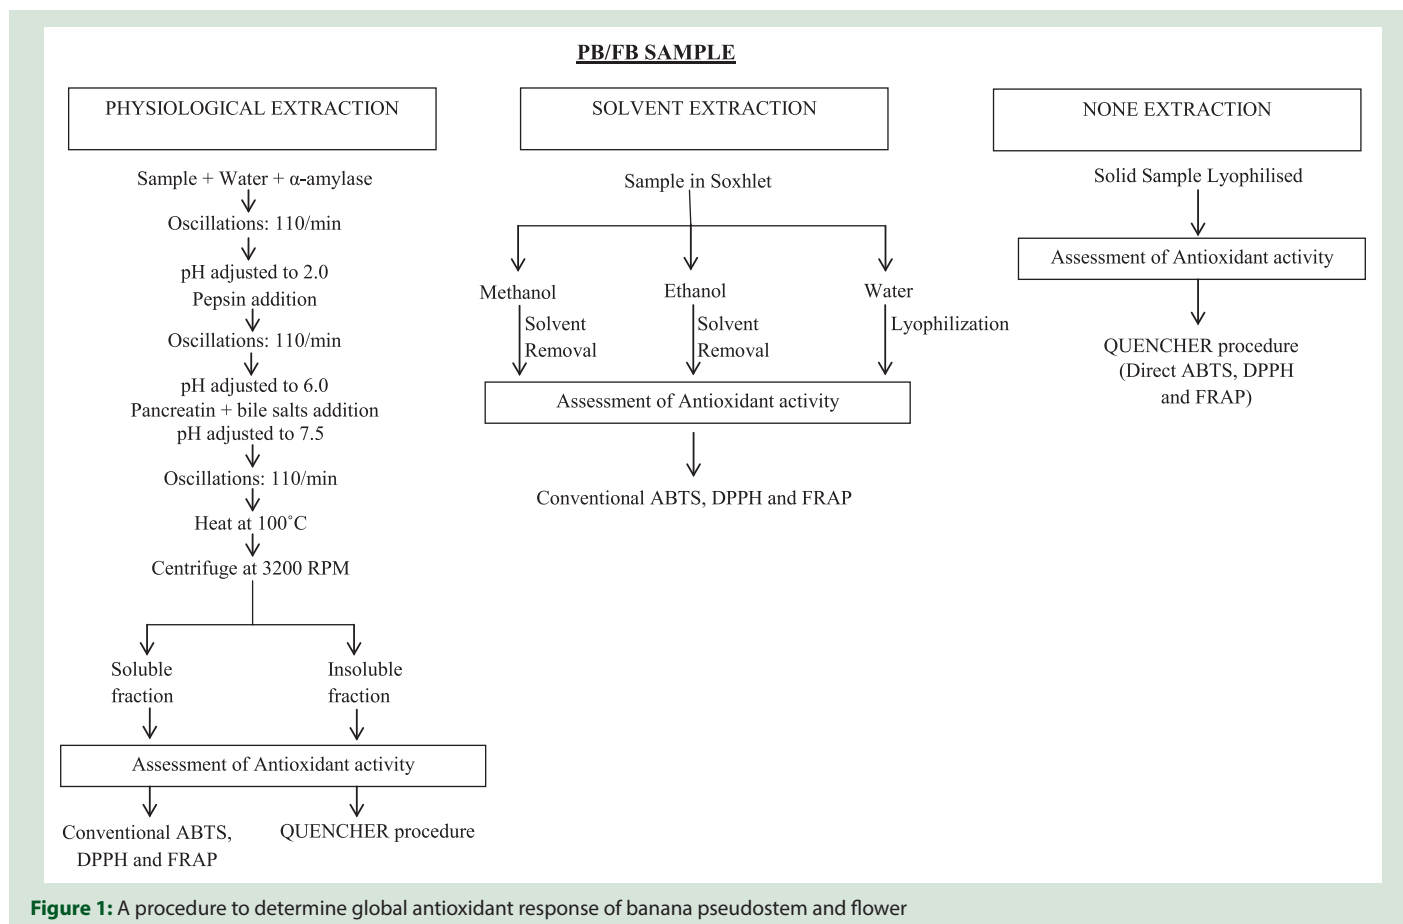 PB/FB SAMPLE
PHYSIOLOGICAL EXTRACTION
Sample + Water + α-amylase
Oscillations: 110/min
pH adjusted to 2.0
Pepsin addition
Oscillations: 110/min
pH adjusted to 6.0
Pancreatin + bile salts addition
pH adjusted to 7.5
Oscillations: 110/min
Heat at 100˚C
Centrifuge at 3200 RPM
Soluble
fraction
Insoluble
fraction
Assessment of Antioxidant activity
Conventional ABTS,
DPPH and FRAP
QUENCHER procedure
SOLVENT EXTRACTION
Sample in Soxhlet
Methanol
Solvent
Removal
Ethanol
Solvent
Removal
Water
Lyophilization
Assessment of Antioxidant activity
Conventional ABTS, DPPH and FRAP
NONE EXTRACTION
Solid Sample Lyophilised
Assessment of Antioxidant activity
QUENCHER procedure
(Direct ABTS, DPPH
and FRAP)
Figure 1: A procedure to determine global antioxidant response of banana pseudostem and flower